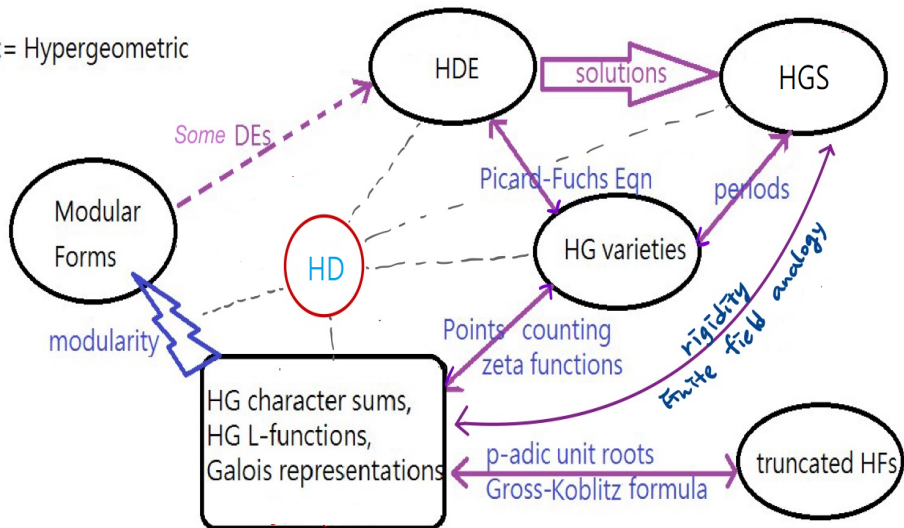 = Hypergeometric
HDE
solutions
HGS
Some DEs
Picard-Fuchs Eqn
periods
Modular
Forms
HD
HG varieties
modularity
Points counting
zeta functions
rigidity
finite field analogy
HG character sums,
HG L-functions,
Galois representations
p-adic unit roots
Gross-Koblitz formula
truncated HFs